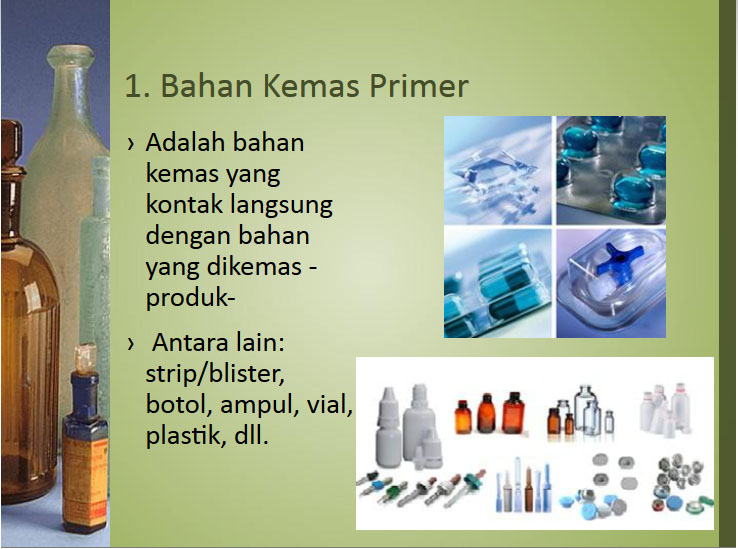 1. Bahan Kemas Primer
› Adalah bahan
kemas yang
kontak langsung
dengan bahan
yang dikemas -
produk-
› Antara lain:
strip/blister,
botol, ampul, vial,
plastik, dll.